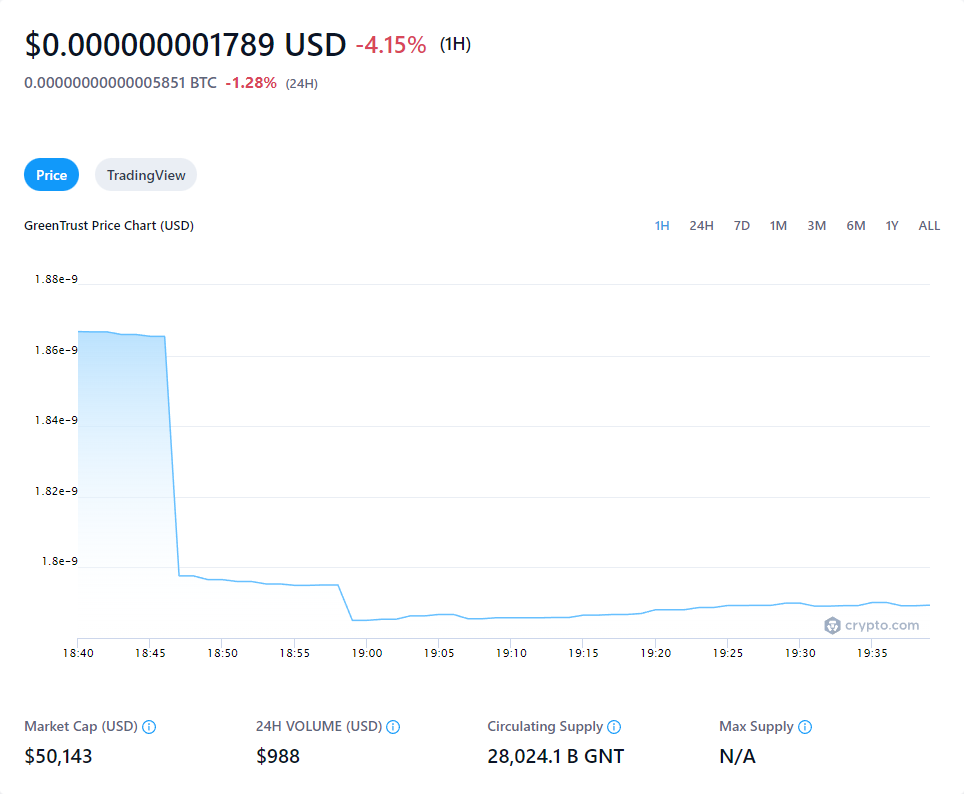 $0.000000001789 USD -4.15% (1H)
0.00000000000005851 BTC -1.28% (24H)
Price TradingView
GreenTrust Price Chart (USD) 1H 24H 7D 1M 3M 6M 1Y ALL
1.88e-9
1.86e-9
1.84e-9
1.82e-9
1.8e-9
crypto.com
18:40 18:45 18:50 18:55 19:00 19:05 19:10 19:15 19:20 19:25 19:30 19:35
Market Cap (USD) 24H VOLUME (USD) Circulating Supply Max Supply
$50,143 $988 28,024.1 B GNT N/A